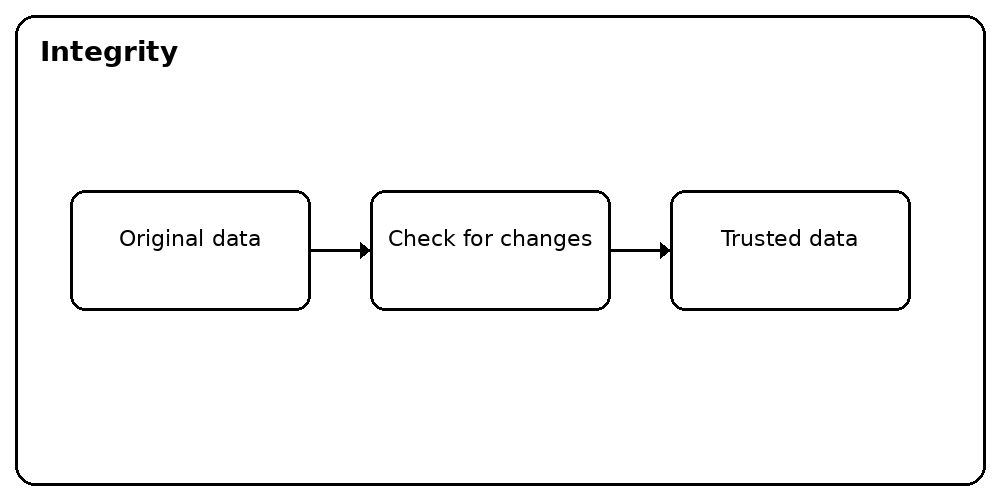 Integrity
Original data
Check for changes
Trusted data